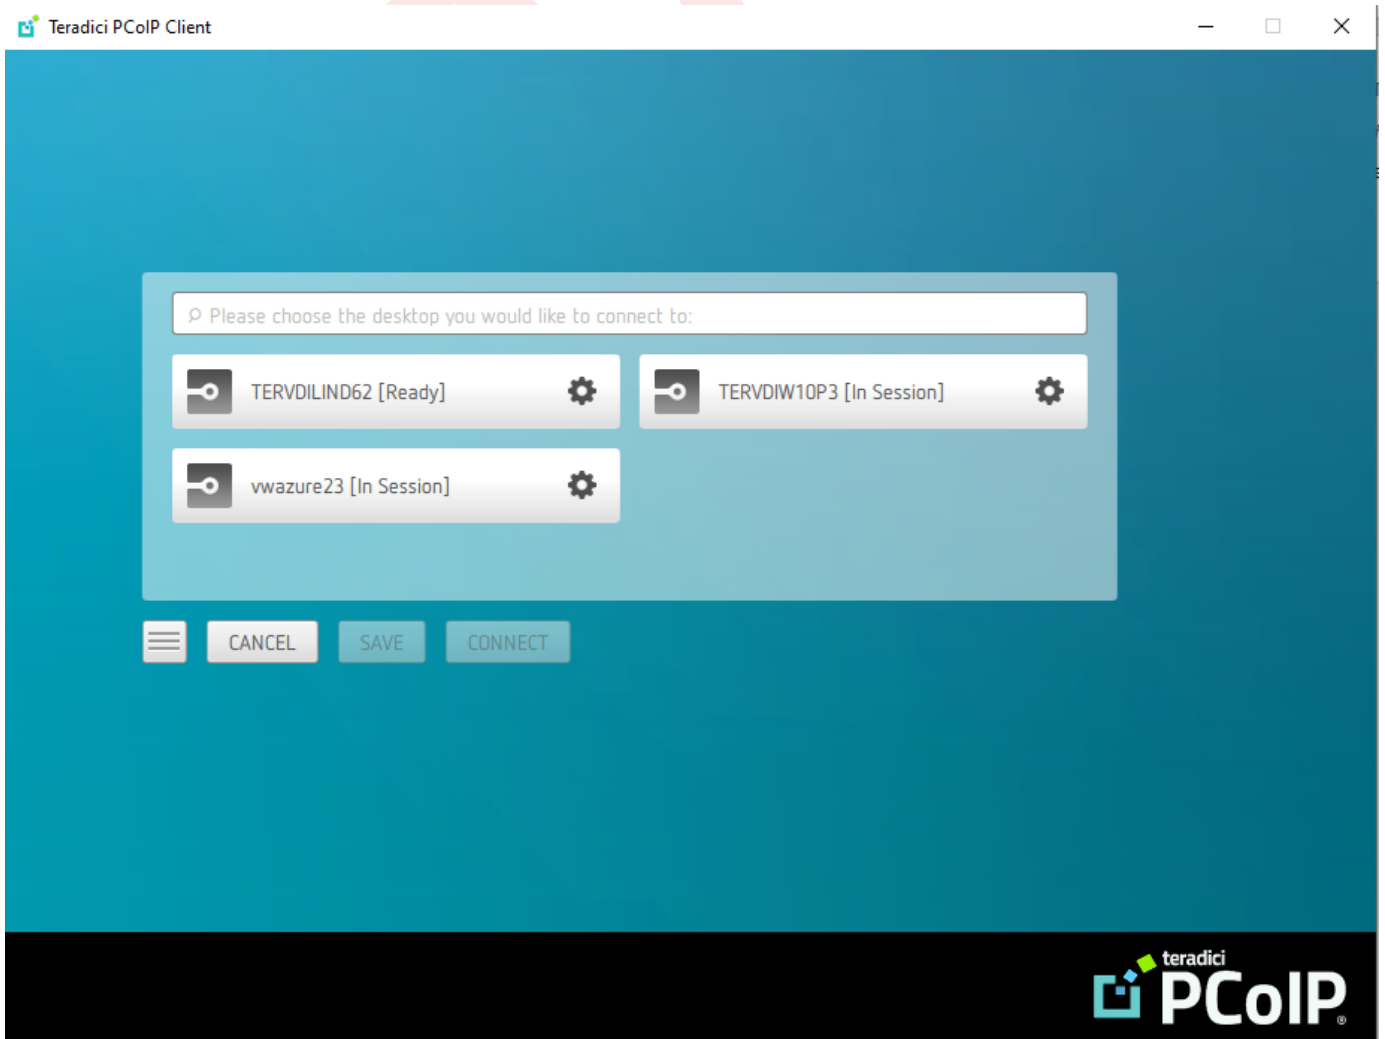 Teradici PCoIP Client
Please choose the desktop you would like to connect to:
TERVDILIND62 [Ready]
TERVDIW10P3 [In Session]
vwazure23 [In Session]
CANCEL
SAVE
CONNECT
teradici
PCoIP®